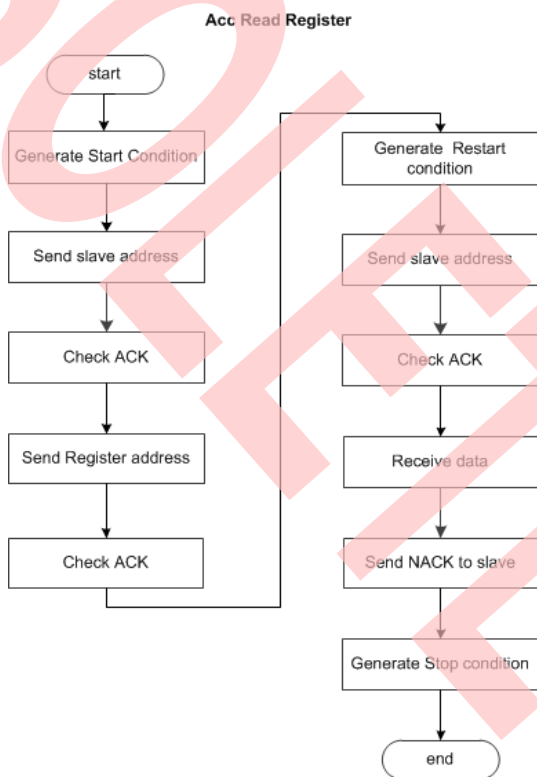 Acc Read Register
start
Generate Start Condition
Send slave address
Check ACK
Send Register address
Check ACK
Generate Restart
condition
Send slave address
Check ACK
Receive data
Send NACK to slave
Generate Stop condition
end